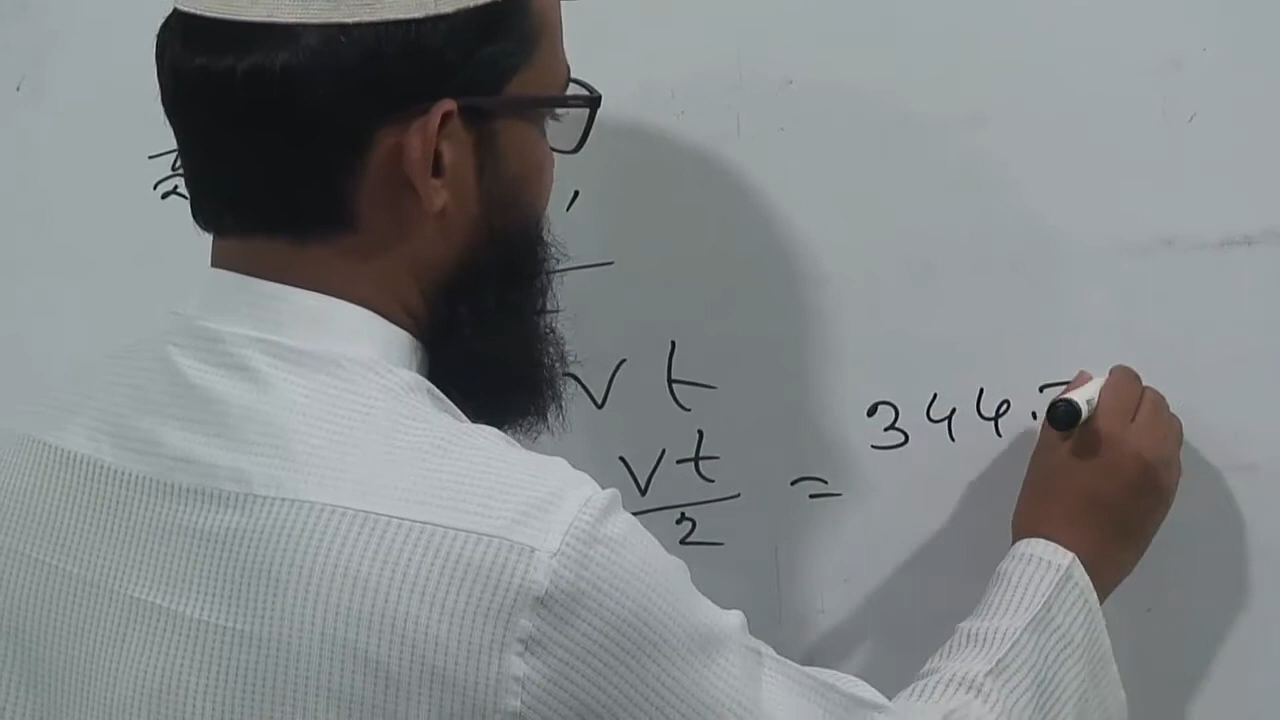 vt
vt/2 = 344.